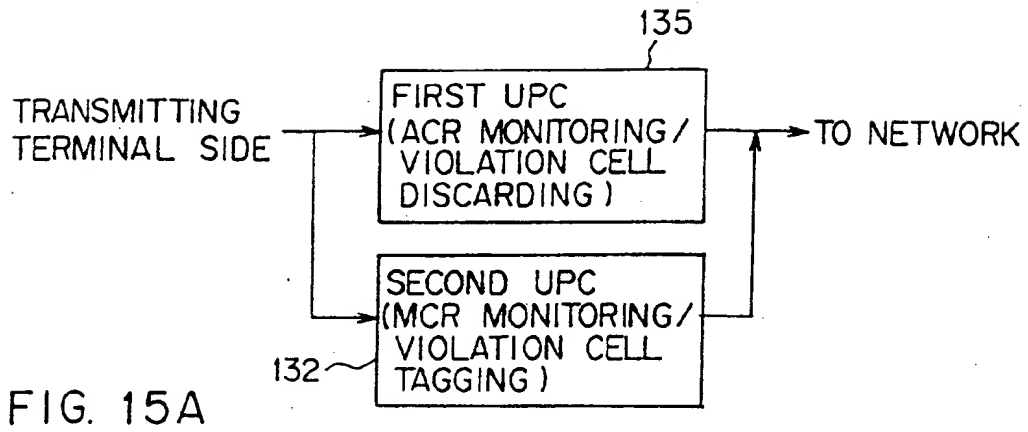 135
TRANSMITTING
TERMINAL SIDE
FIRST UPC
(ACR MONITORING/
VIOLATION CELL
DISCARDING)
TO NETWORK
SECOND UPC
(MCR MONITORING/
VIOLATION CELL
TAGGING)
132
FIG. 15A